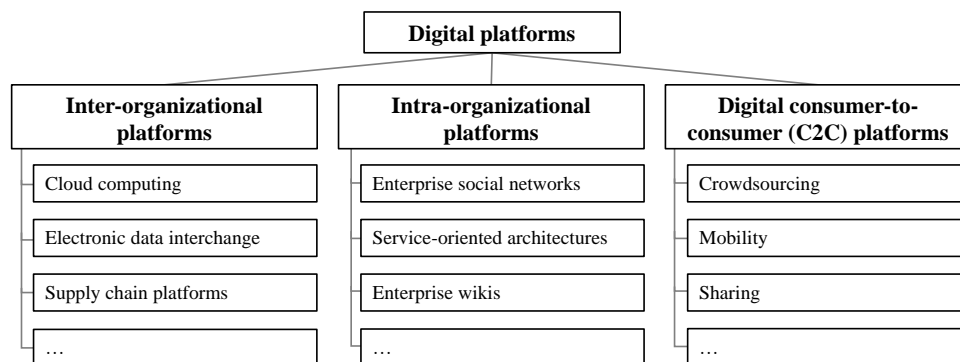 Digital platforms
Inter-organizational
platforms
Cloud computing
Electronic data interchange
Supply chain platforms
…
Intra-organizational
platforms
Enterprise social networks
Service-oriented architectures
Enterprise wikis
…
Digital consumer-to-
consumer (C2C) platforms
Crowdsourcing
Mobility
Sharing
…